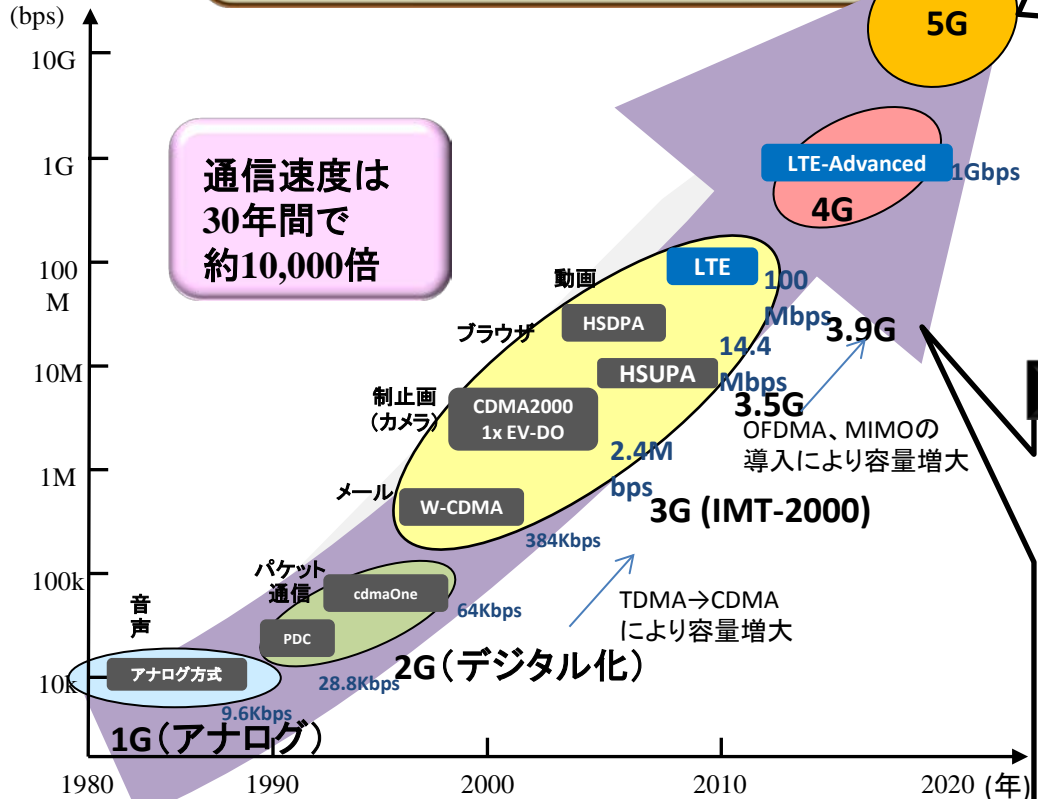 (bps)
10G
1G
100
M
10M
1M
100k
10k
通信速度は
30年間で
約10,000倍
5G
LTE-Advanced
1Gbps
4G
LTE
100
Mbps
3.9G
動画
HSDPA
ブラウザ
14.4
Mbps
HSUPA
3.5G
制止画
(カメラ)
CDMA2000
1x EV-DO
OFDMA、MIMOの
導入により容量増大
2.4M
bps
メール
W-CDMA
3G (IMT-2000)
384Kbps
パケット
通信
cdmaOne
64Kbps
TDMA→CDMA
により容量増大
音
声
PDC
2G(デジタル化)
28.8Kbps
アナログ方式
9.6Kbps
1G(アナログ)
1980
1990
2000
2010
2020
(年)